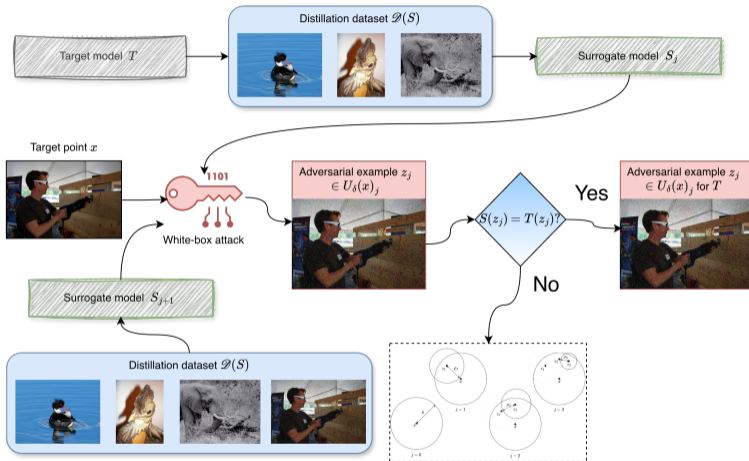 Distillation dataset 𝒟(S)
Target model T
Surrogate model S_j
Target point x
1101
White-box attack
Adversarial example z_j
∈ U_δ(x)_j
S(z_j) = T(z_j)?
Yes
Adversarial example z_j
∈ U_δ(x)_j for T
No
Surrogate model S_{j+1}
Distillation dataset 𝒟(S)
j = 0
j = 1
j = 2
j = 3